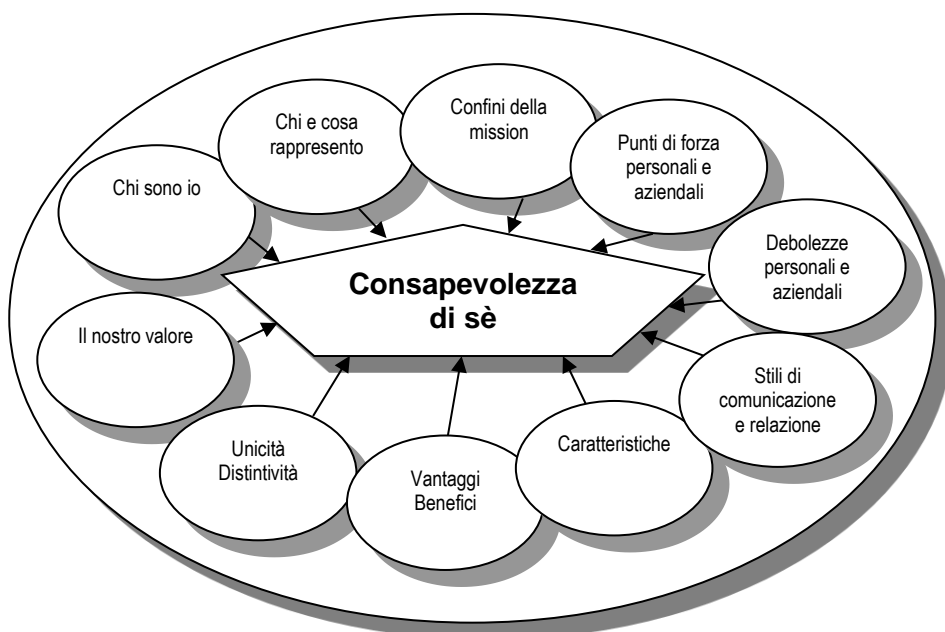 Chi sono io
Chi e cosa
rappresento
Confini della
mission
Punti di forza
personali e
aziendali
Debolezze
personali e
aziendali
Stili di
comunicazione
e relazione
Caratteristiche
Vantaggi
Benefici
Unicità
Distintività
Il nostro valore
Consapevolezza
di sè